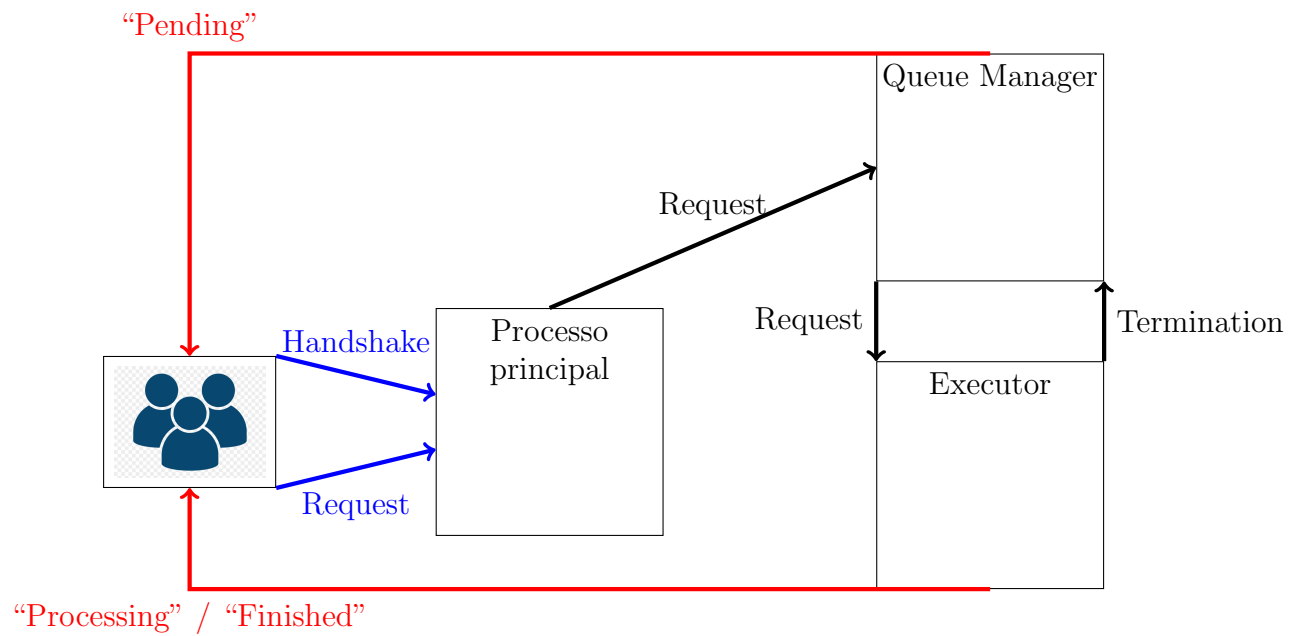 “Pending”
Queue Manager
Request
Request
Termination
Handshake
Processo
principal
Executor
Request
“Processing” / “Finished”